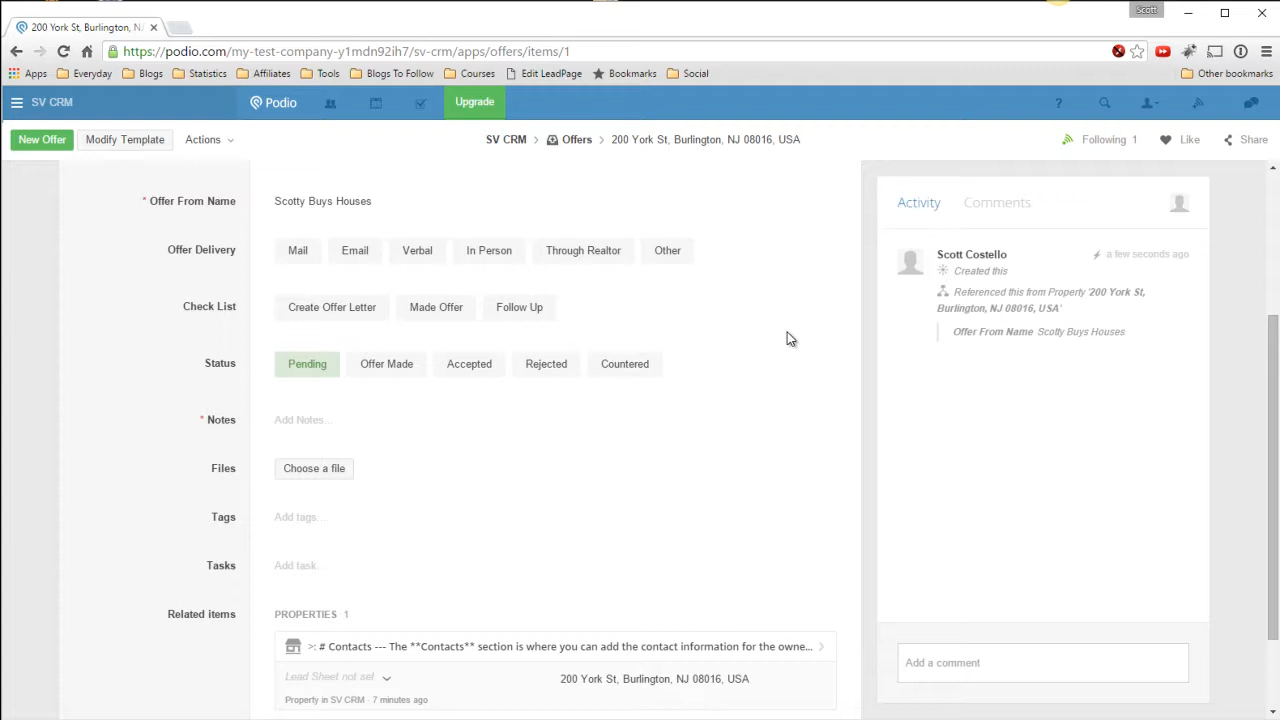 Scott
200 York St, Burlington, N
https://podio.com/my-test-company-y1mdn92ih7/sv-crm/apps/offers/items/1
Apps Everyday Blogs Statistics Affiliates Tools Blogs To Follow Courses Edit LeadPage Bookmarks Social Other bookmarks
SV CRM Podio Upgrade ?
New Offer Modify Template Actions SV CRM > Offers > 200 York St, Burlington, NJ 08016, USA Following 1 Like Share
* Offer From Name Scotty Buys Houses
Offer Delivery Mail Email Verbal In Person Through Realtor Other
Check List Create Offer Letter Made Offer Follow Up
Status Pending Offer Made Accepted Rejected Countered
* Notes Add Notes...
Files Choose a file
Tags Add tags...
Tasks Add task...
Related items PROPERTIES 1
>: # Contacts --- The **Contacts** section is where you can add the contact information for the owne...
Lead Sheet not set 200 York St, Burlington, NJ 08016, USA
Property in SV CRM · 7 minutes ago
Activity Comments
Scott Costello a few seconds ago
Created this
Referenced this from Property '200 York St,
Burlington, NJ 08016, USA'
Offer From Name Scotty Buys Houses
Add a comment